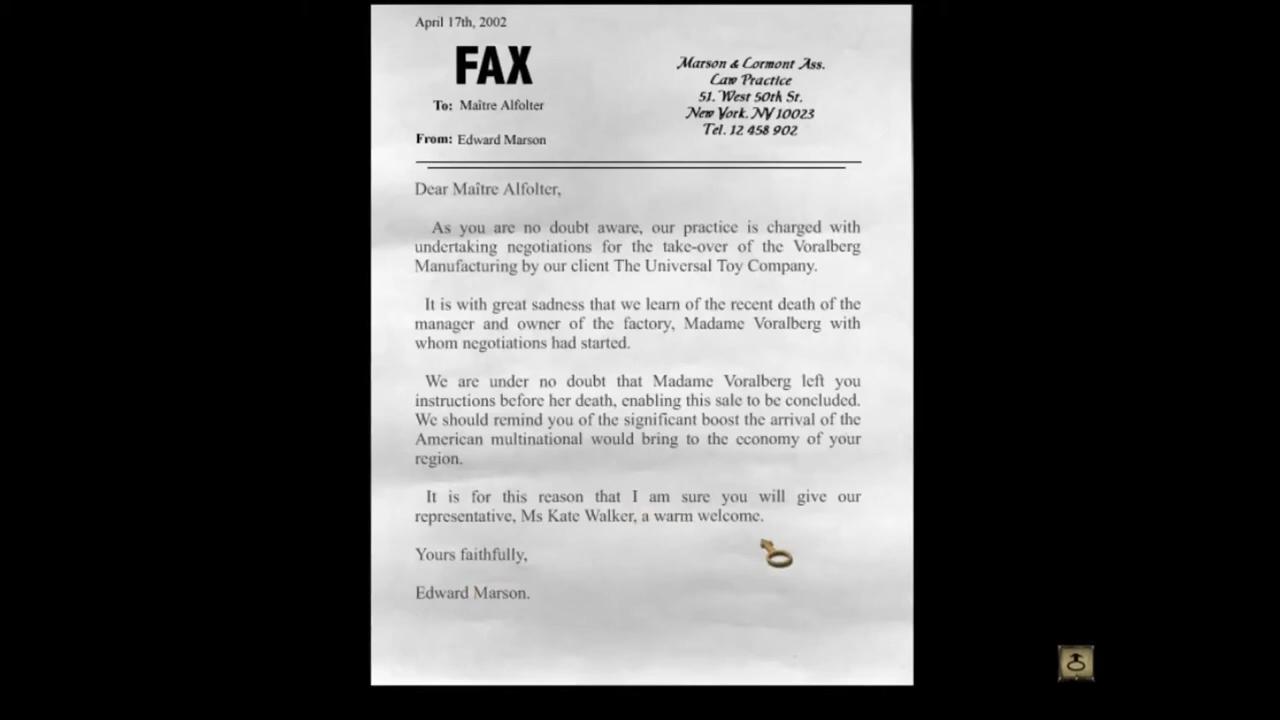 April 17th, 2002
FAX
To: Maître Alfolter
From: Edward Marson
Marson & Lormont Ass.
Law Practice
51. West 50th St.
New York. NY 10023
Tel. 12 458 902
Dear Maître Alfolter,
As you are no doubt aware, our practice is charged with
undertaking negotiations for the take-over of the Voralberg
Manufacturing by our client The Universal Toy Company.
It is with great sadness that we learn of the recent death of the
manager and owner of the factory, Madame Voralberg with
whom negotiations had started.
We are under no doubt that Madame Voralberg left you
instructions before her death, enabling this sale to be concluded.
We should remind you of the significant boost the arrival of the
American multinational would bring to the economy of your
region.
It is for this reason that I am sure you will give our
representative, Ms Kate Walker, a warm welcome.
Yours faithfully,
Edward Marson.